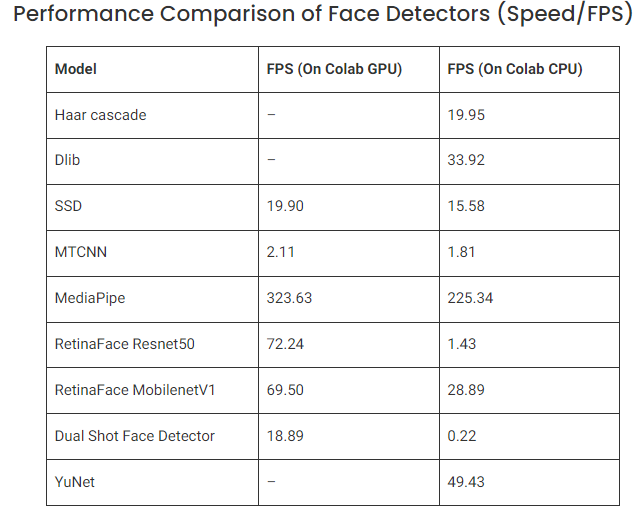 Performance Comparison of Face Detectors (Speed/FPS)
Model FPS (On Colab GPU) FPS (On Colab CPU)
Haar cascade – 19.95
Dlib – 33.92
SSD 19.90 15.58
MTCNN 2.11 1.81
MediaPipe 323.63 225.34
RetinaFace Resnet50 72.24 1.43
RetinaFace MobilenetV1 69.50 28.89
Dual Shot Face Detector 18.89 0.22
YuNet – 49.43